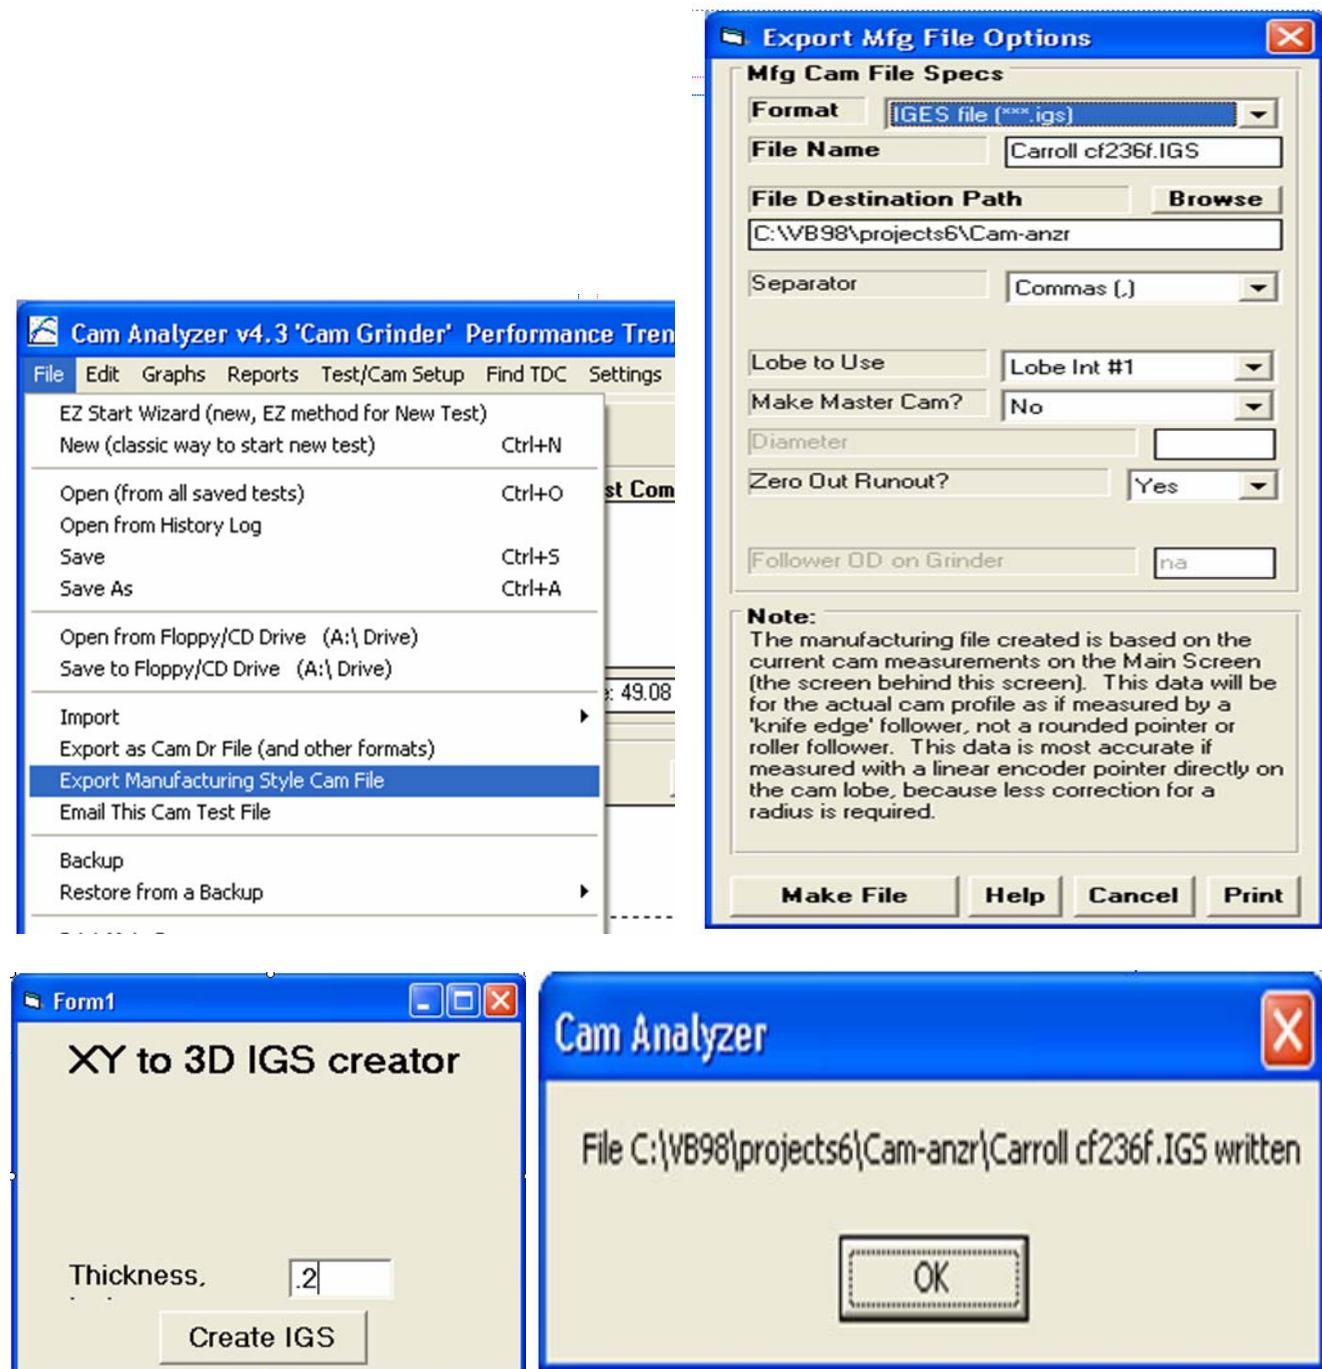 Export Mfg File Options
Mfg Cam File Specs
Format IGES file (***.igs)
File Name Carroll cf236f.IGS
File Destination Path Browse
C:\VB98\projects6\Cam-anzr
Separator Commas (,)
Lobe to Use Lobe Int #1
Make Master Cam? No
Diameter
Zero Out Runout? Yes
Follower OD on Grinder na
Note:
The manufacturing file created is based on the
current cam measurements on the Main Screen
(the screen behind this screen). This data will be
for the actual cam profile as if measured by a
'knife edge' follower, not a rounded pointer or
roller follower. This data is most accurate if
measured with a linear encoder pointer directly on
the cam lobe, because less correction for a
radius is required.
Make File Help Cancel Print
Cam Analyzer v4.3 'Cam Grinder' Performance Tren
File Edit Graphs Reports Test/Cam Setup Find TDC Settings
EZ Start Wizard (new, EZ method for New Test)
New (classic way to start new test) Ctrl+N
Open (from all saved tests) Ctrl+O
st Com
Open from History Log
Save Ctrl+S
Save As Ctrl+A
Open from Floppy/CD Drive (A:\ Drive)
Save to Floppy/CD Drive (A:\ Drive)
: 49.08
Import
Export as Cam Dr File (and other formats)
Export Manufacturing Style Cam File
Email This Cam Test File
Backup
Restore from a Backup
Form1
XY to 3D IGS creator
Thickness,
.2
Create IGS
Cam Analyzer
File C:\VB98\projects6\Cam-anzr\Carroll cf236f.IGS written
OK